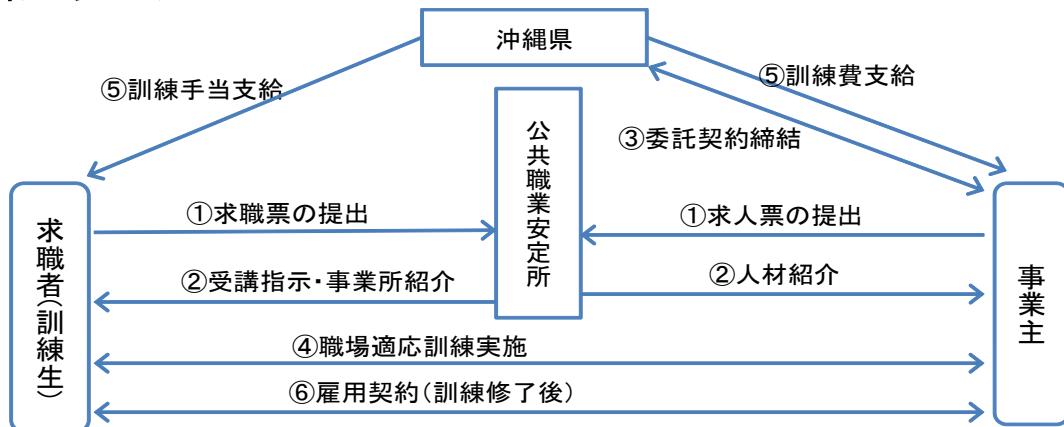 沖縄県
⑤訓練手当支給
⑤訓練費支給
③委託契約締結
公共職業安定所
①求職票の提出
①求人票の提出
求職者(訓練生)
事業主
②受講指示・事業所紹介
②人材紹介
④職場適応訓練実施
⑥雇用契約(訓練修了後)